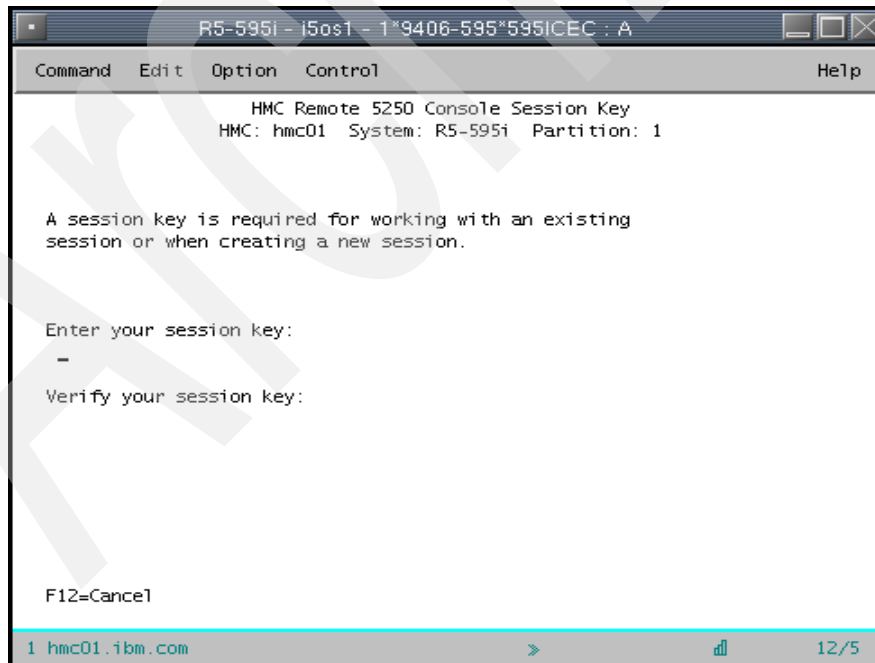 R5-595i - i5os1 - 1*9406-595*595ICEC : A
Command Edit Option Control Help
HMC Remote 5250 Console Session Key
HMC: hmc01 System: R5-595i Partition: 1
A session key is required for working with an existing
session or when creating a new session.
Enter your session key:
Verify your session key:
F12=Cancel
1 hmc01.ibm.com 12/5